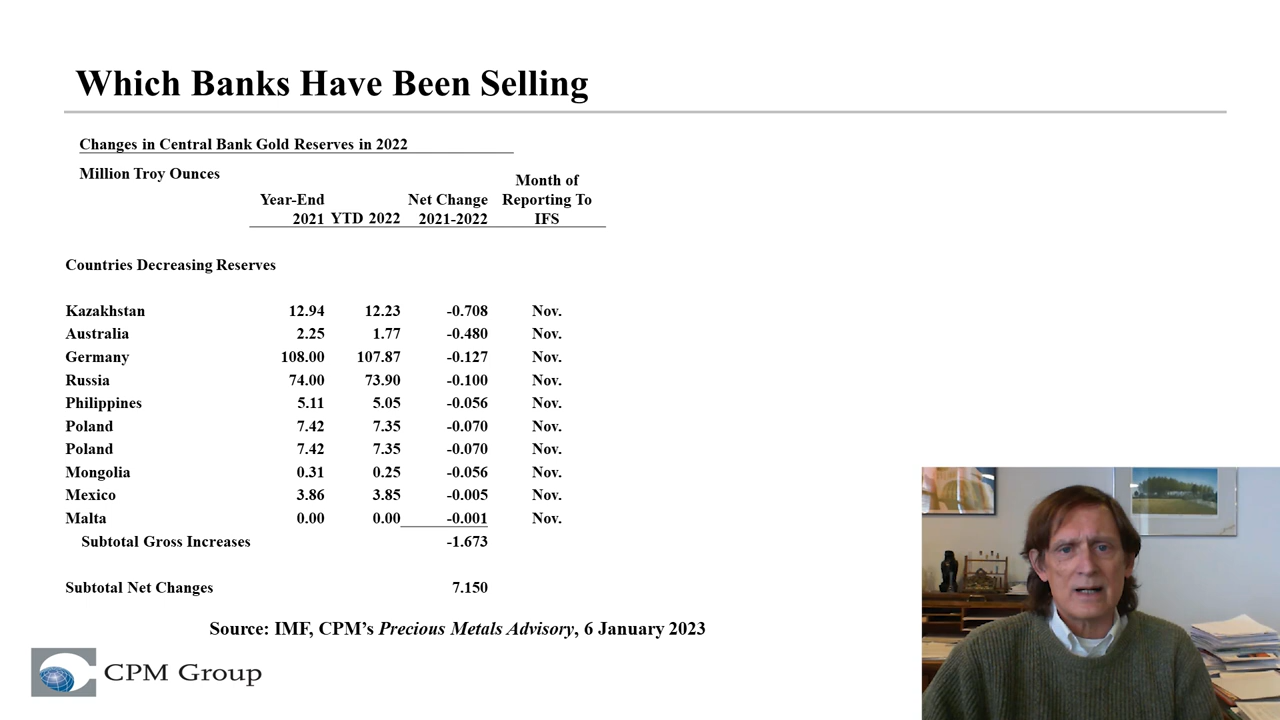 Which Banks Have Been Selling
Changes in Central Bank Gold Reserves in 2022
Million Troy Ounces
Year-End 2021 YTD 2022 Net Change 2021-2022 Month of Reporting To IFS
Countries Decreasing Reserves
Kazakhstan 12.94 12.23 -0.708 Nov.
Australia 2.25 1.77 -0.480 Nov.
Germany 108.00 107.87 -0.127 Nov.
Russia 74.00 73.90 -0.100 Nov.
Philippines 5.11 5.05 -0.056 Nov.
Poland 7.42 7.35 -0.070 Nov.
Poland 7.42 7.35 -0.070 Nov.
Mongolia 0.31 0.25 -0.056 Nov.
Mexico 3.86 3.85 -0.005 Nov.
Malta 0.00 0.00 -0.001 Nov.
Subtotal Gross Increases -1.673
Subtotal Net Changes 7.150
Source: IMF, CPM's Precious Metals Advisory, 6 January 2023
CPM Group